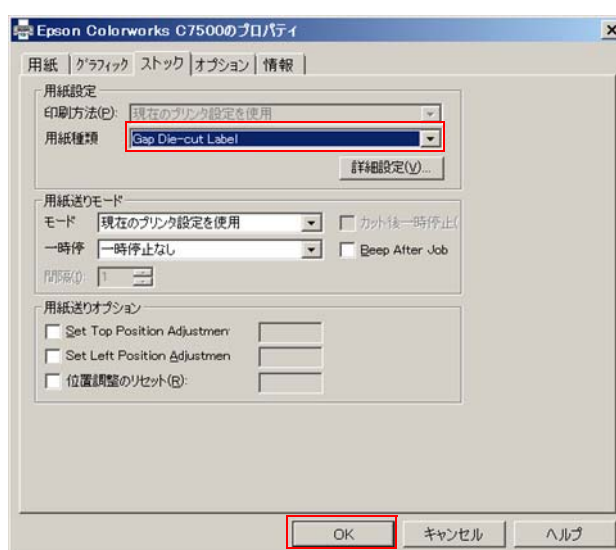 Epson Colorworks C7500のプロパティ
用紙 グラフィック ストック オプション 情報
用紙設定
印刷方法(P): 現在のプリンタ設定を使用
用紙種類 Gap Die-cut Label
詳細設定(V)...
用紙送りモード
モード 現在のプリンタ設定を使用 カット後一時停止(
一時停 一時停止なし Beep After Job
間隔(I): 1
用紙送りオプション
Set Top Position Adjustmen
Set Left Position Adjustmen
位置調整のリセット(R):
OK キャンセル ヘルプ